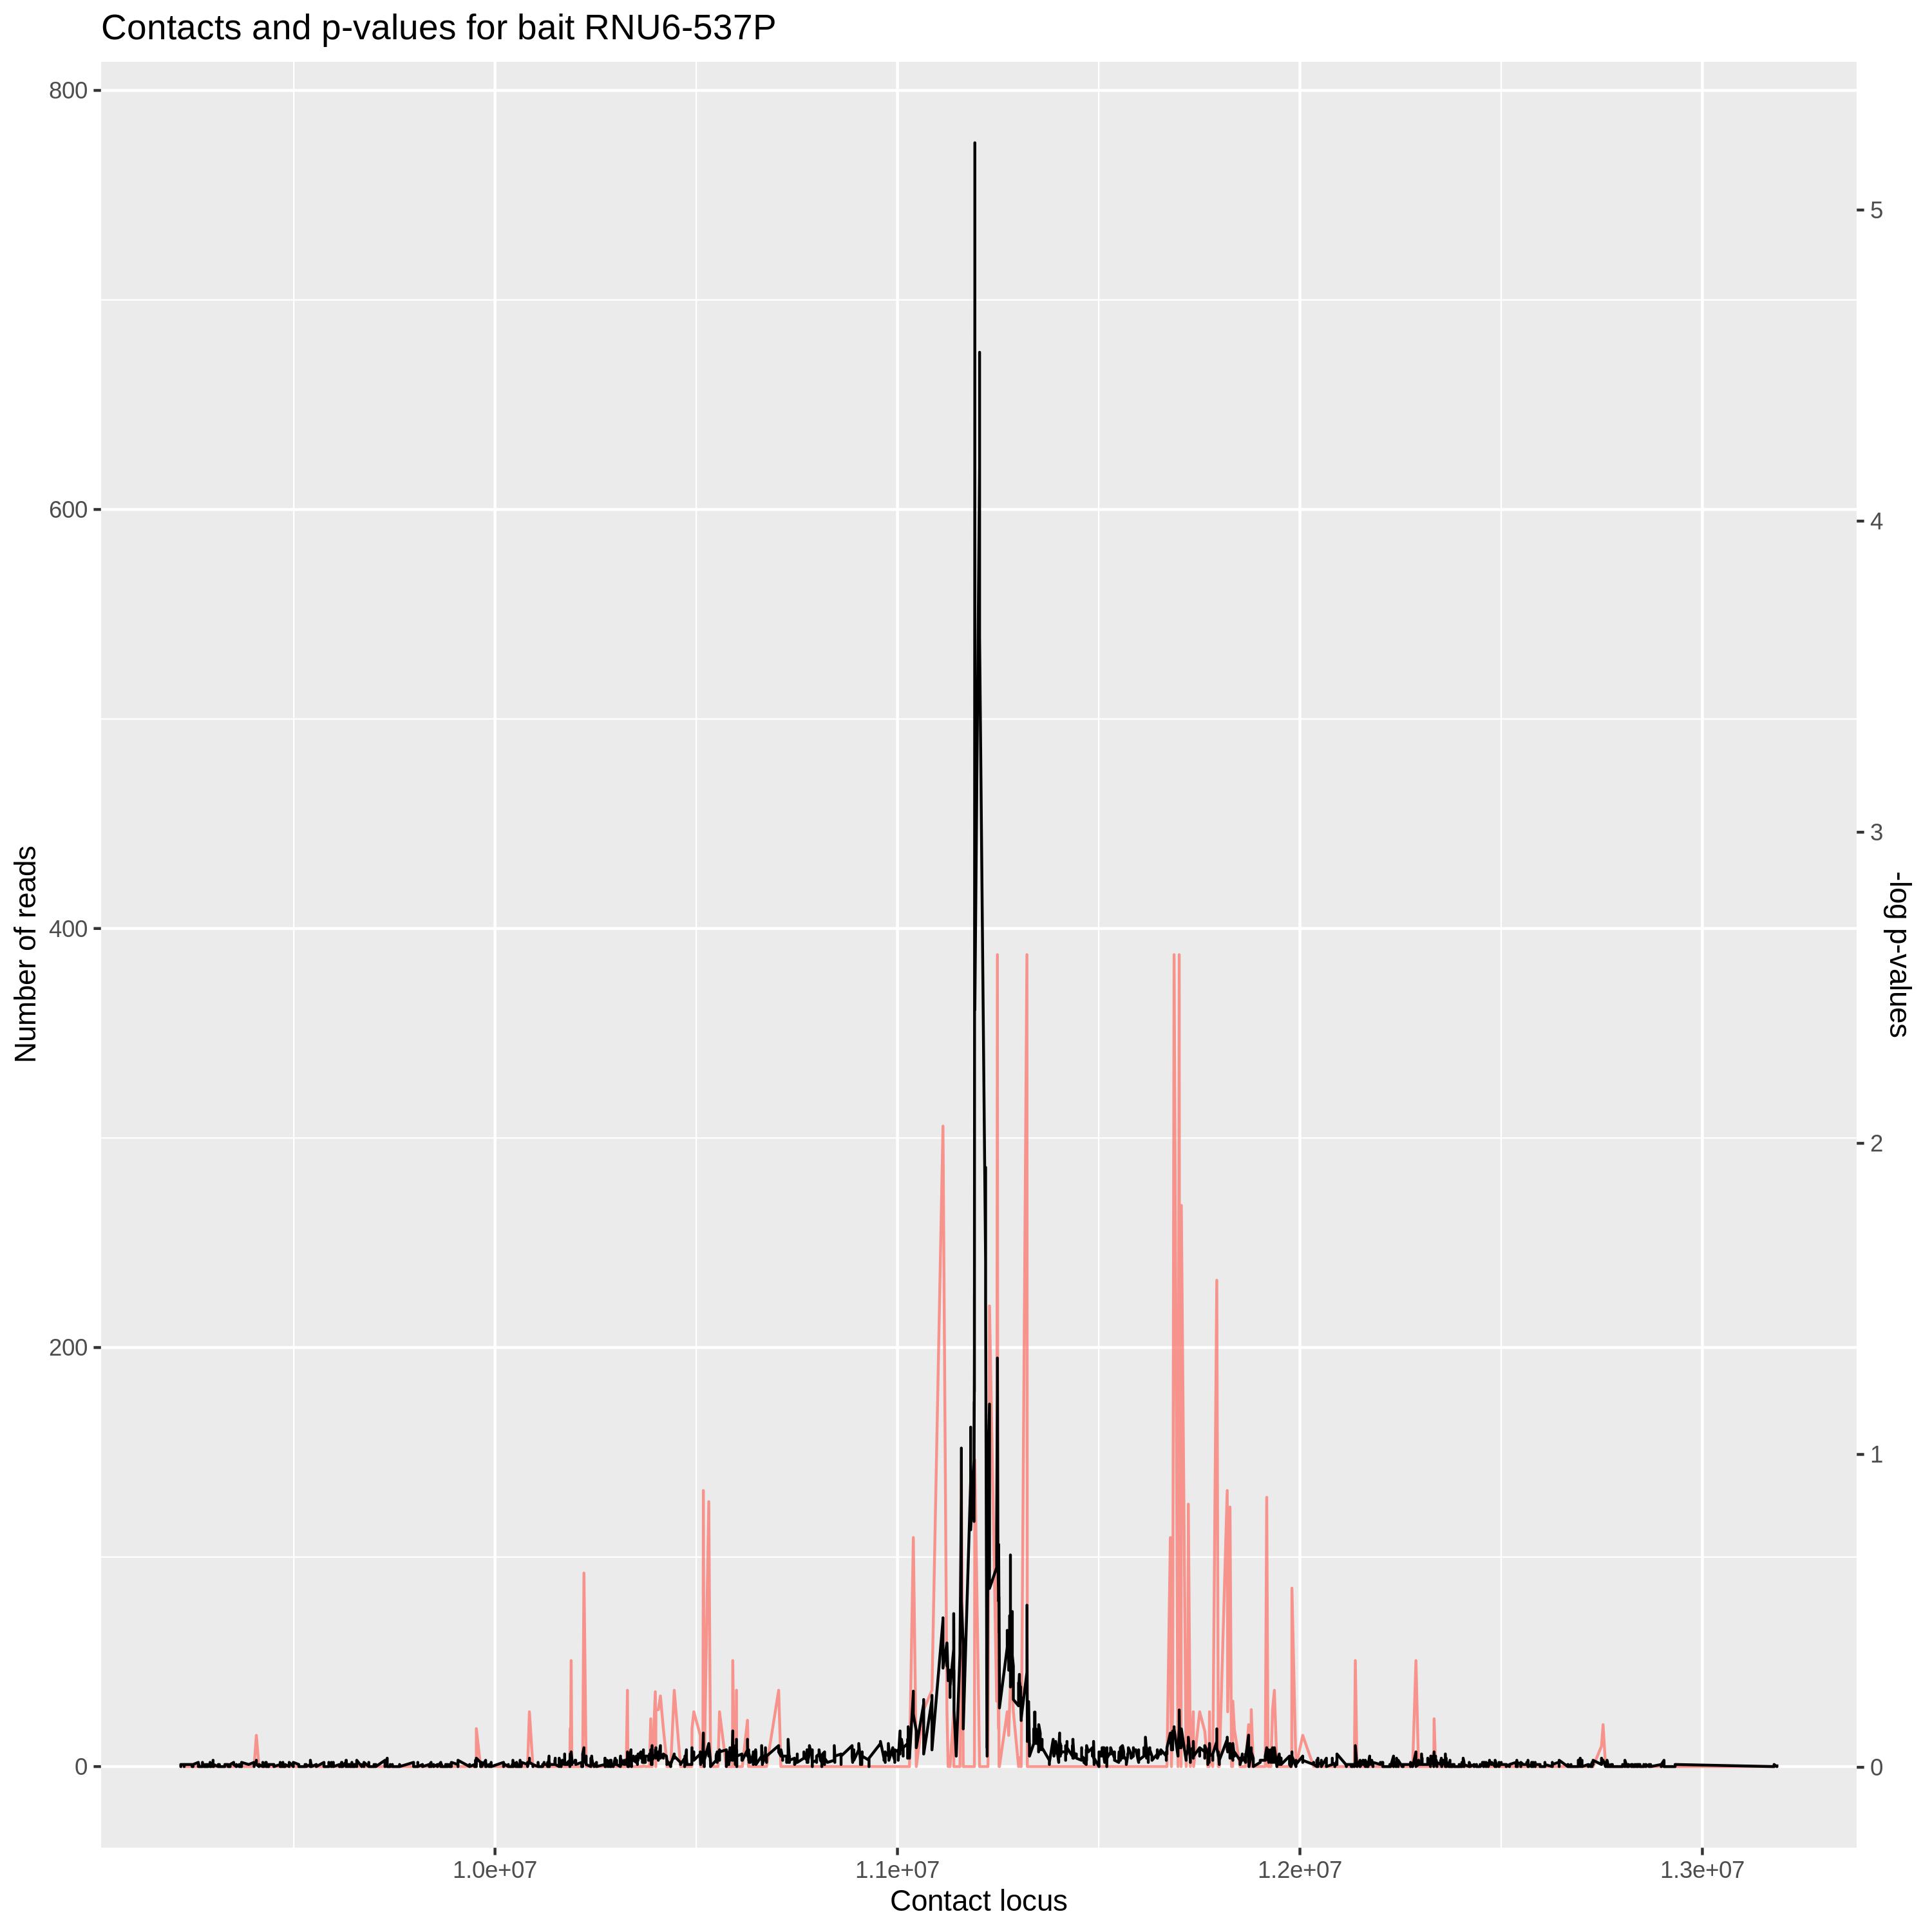 Contacts and p-values for bait RNU6-537P
800
600
400
200
0
Number of reads
5
4
3
2
1
0
-log p-values
1.0e+07
1.1e+07
1.2e+07
1.3e+07
Contact locus